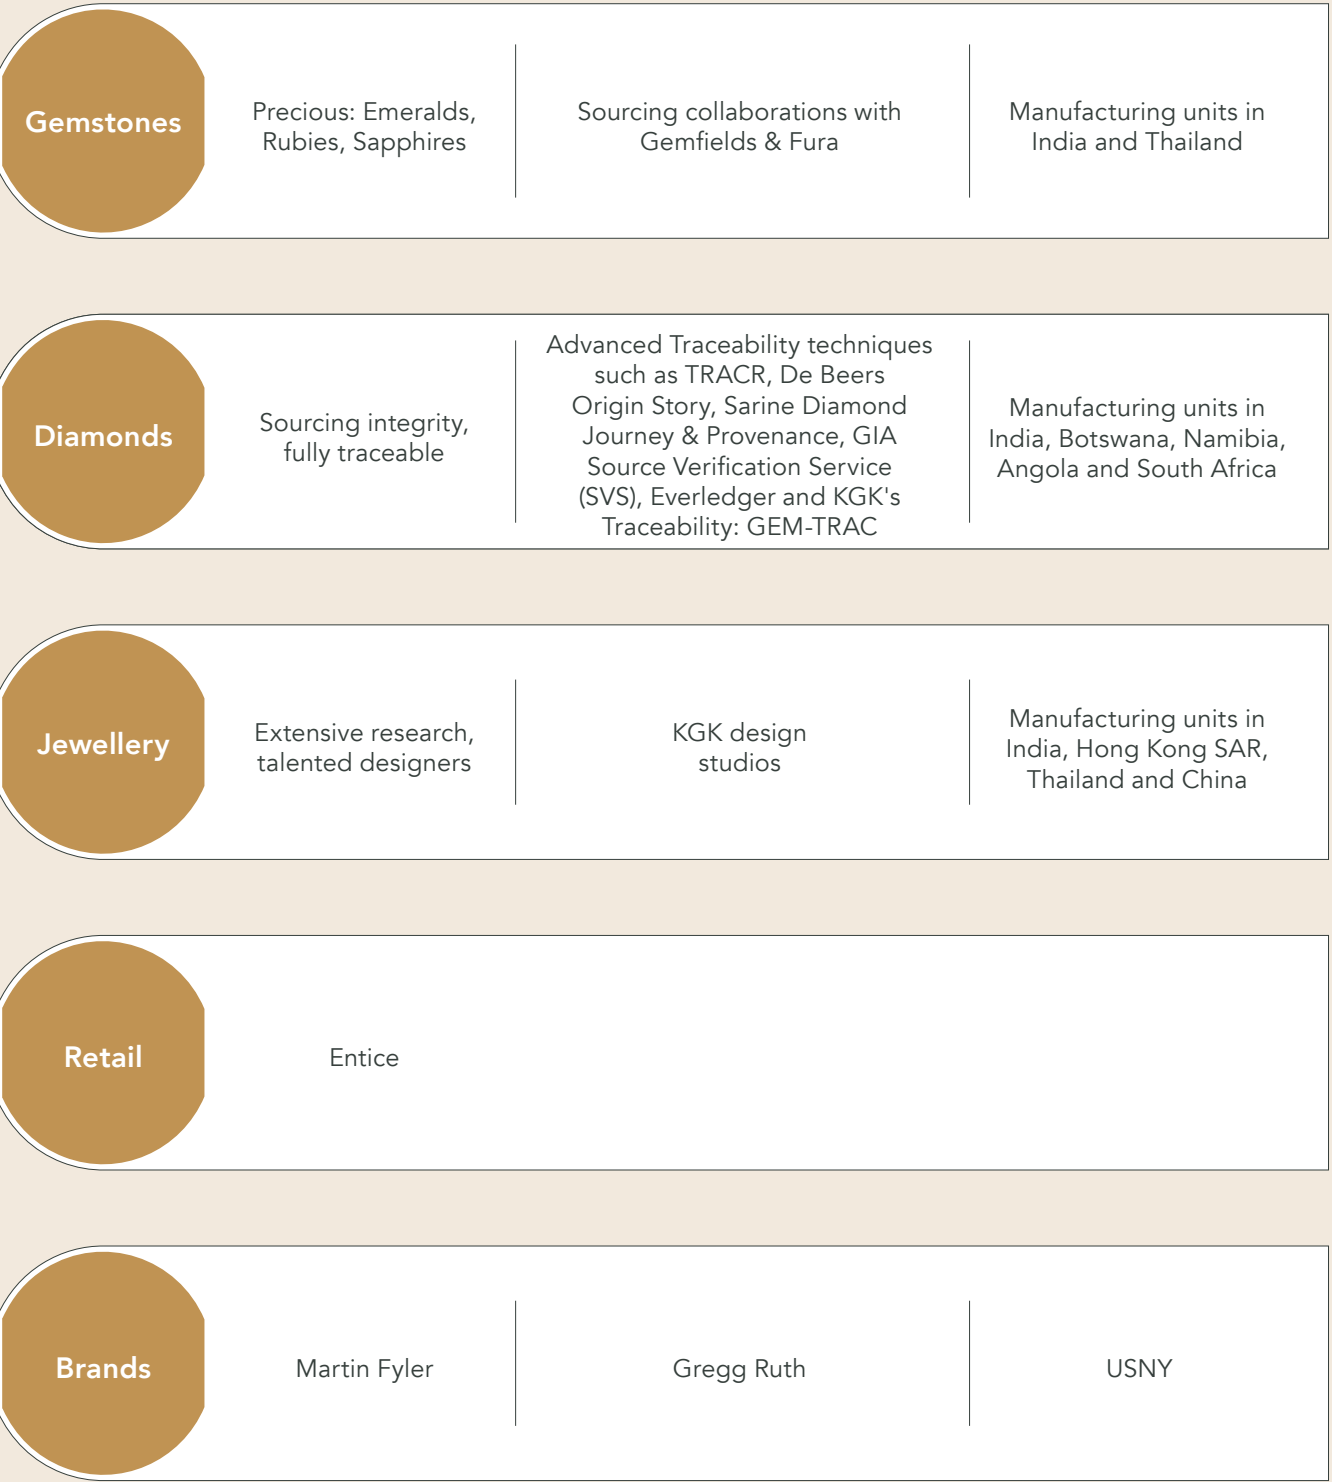 Gemstones
Precious: Emeralds,
Rubies, Sapphires
Sourcing collaborations with
Gemfields & Fura
Manufacturing units in
India and Thailand
Diamonds
Sourcing integrity,
fully traceable
Advanced Traceability techniques
such as TRACR, De Beers
Origin Story, Sarine Diamond
Journey & Provenance, GIA
Source Verification Service
(SVS), Everledger and KGK's
Traceability: GEM-TRAC
Manufacturing units in
India, Botswana, Namibia,
Angola and South Africa
Jewellery
Extensive research,
talented designers
KGK design
studios
Manufacturing units in
India, Hong Kong SAR,
Thailand and China
Retail
Entice
Brands
Martin Fyler
Gregg Ruth
USNY